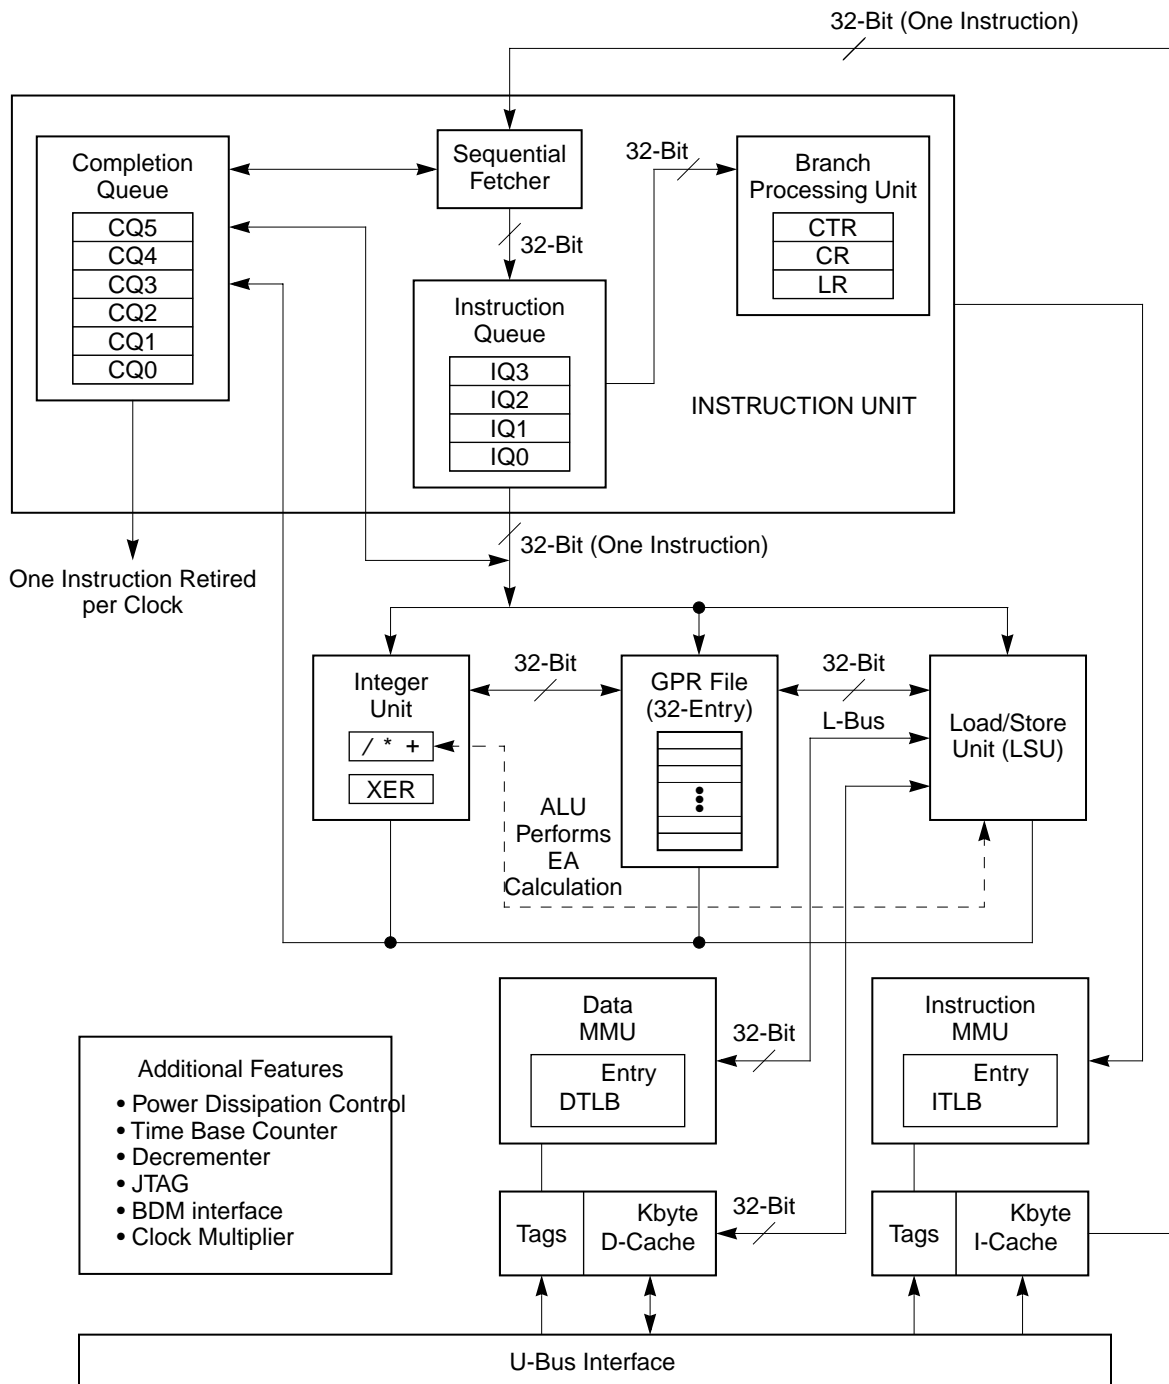 32-Bit (One Instruction)
Completion
Queue
CQ5
CQ4
CQ3
CQ2
CQ1
CQ0
Sequential
Fetcher
32-Bit
Branch
Processing Unit
CTR
CR
LR
32-Bit
Instruction
Queue
IQ3
IQ2
IQ1
IQ0
INSTRUCTION UNIT
32-Bit (One Instruction)
One Instruction Retired
per Clock
Integer
Unit
/ * +
XER
32-Bit
GPR File
(32-Entry)
32-Bit
L-Bus
Load/Store
Unit (LSU)
ALU
Performs
EA
Calculation
Data
MMU
Entry
DTLB
32-Bit
Instruction
MMU
Entry
ITLB
Additional Features
• Power Dissipation Control
• Time Base Counter
• Decrementer
• JTAG
• BDM interface
• Clock Multiplier
Tags
Kbyte
D-Cache
32-Bit
Tags
Kbyte
I-Cache
U-Bus Interface